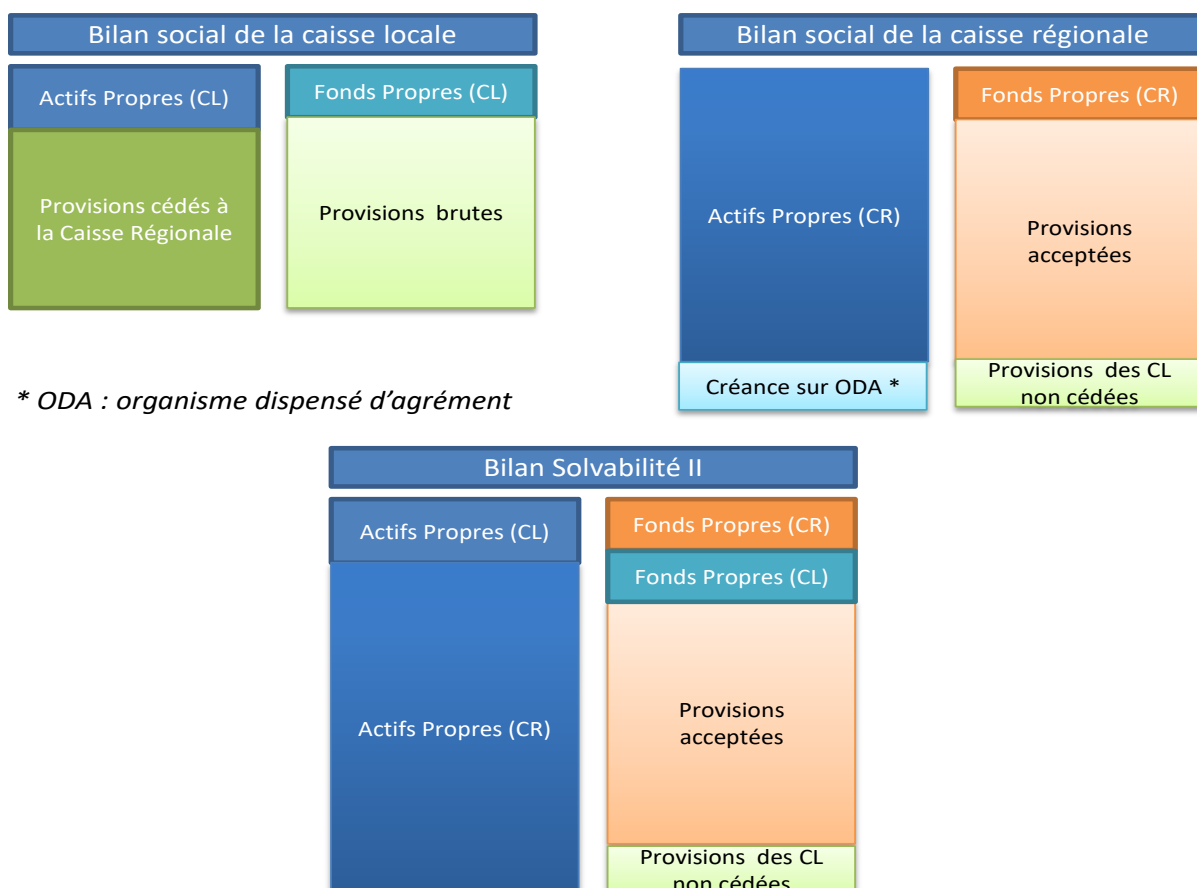 Bilan social de la caisse locale
Actifs Propres (CL)
Fonds Propres (CL)
Provisions cédés à
la Caisse Régionale
Provisions brutes
Bilan social de la caisse régionale
Actifs Propres (CR)
Fonds Propres (CR)
Provisions
acceptées
Créance sur ODA *
Provisions des CL
non cédées
* ODA : organisme dispensé d’agrément
Bilan Solvabilité II
Actifs Propres (CL)
Fonds Propres (CR)
Fonds Propres (CL)
Actifs Propres (CR)
Provisions
acceptées
Provisions des CL
non cédées